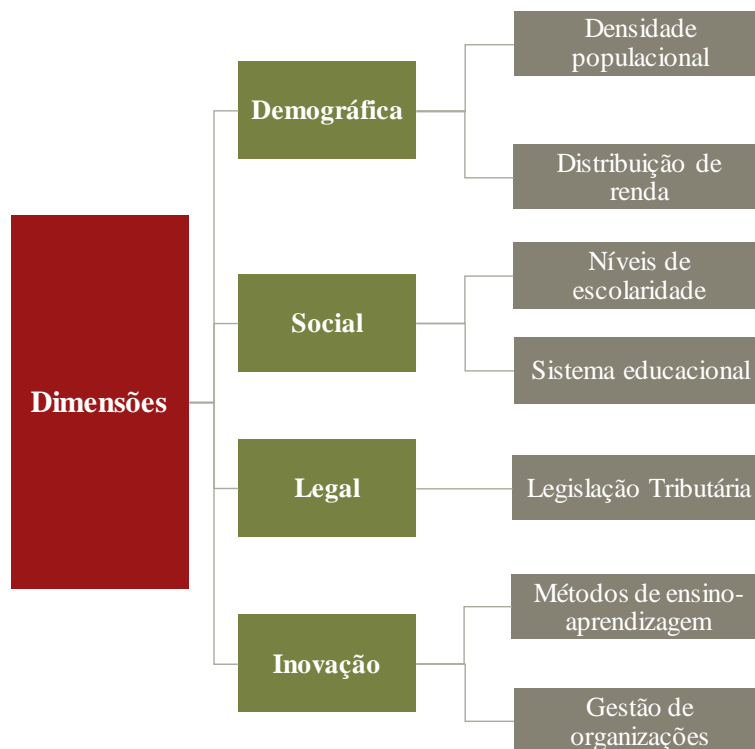 Dimensões
Demográfica
Densidade
populacional
Distribuição de
renda
Social
Níveis de
escolaridade
Sistema educacional
Legal
Legislação Tributária
Inovação
Métodos de ensino-
aprendizagem
Gestão de
organizações